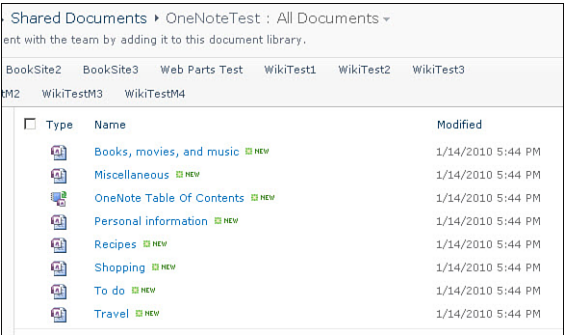 Shared Documents ▸ OneNoteTest : All Documents
ent with the team by adding it to this document library.
BookSite2 BookSite3 Web Parts Test WikiTest1 WikiTest2 WikiTest3
tM2 WikiTestM3 WikiTestM4
Type Name Modified
Books, movies, and music NEW 1/14/2010 5:44 PM
Miscellaneous NEW 1/14/2010 5:44 PM
OneNote Table Of Contents NEW 1/14/2010 5:44 PM
Personal information NEW 1/14/2010 5:44 PM
Recipes NEW 1/14/2010 5:44 PM
Shopping NEW 1/14/2010 5:44 PM
To do NEW 1/14/2010 5:44 PM
Travel NEW 1/14/2010 5:44 PM